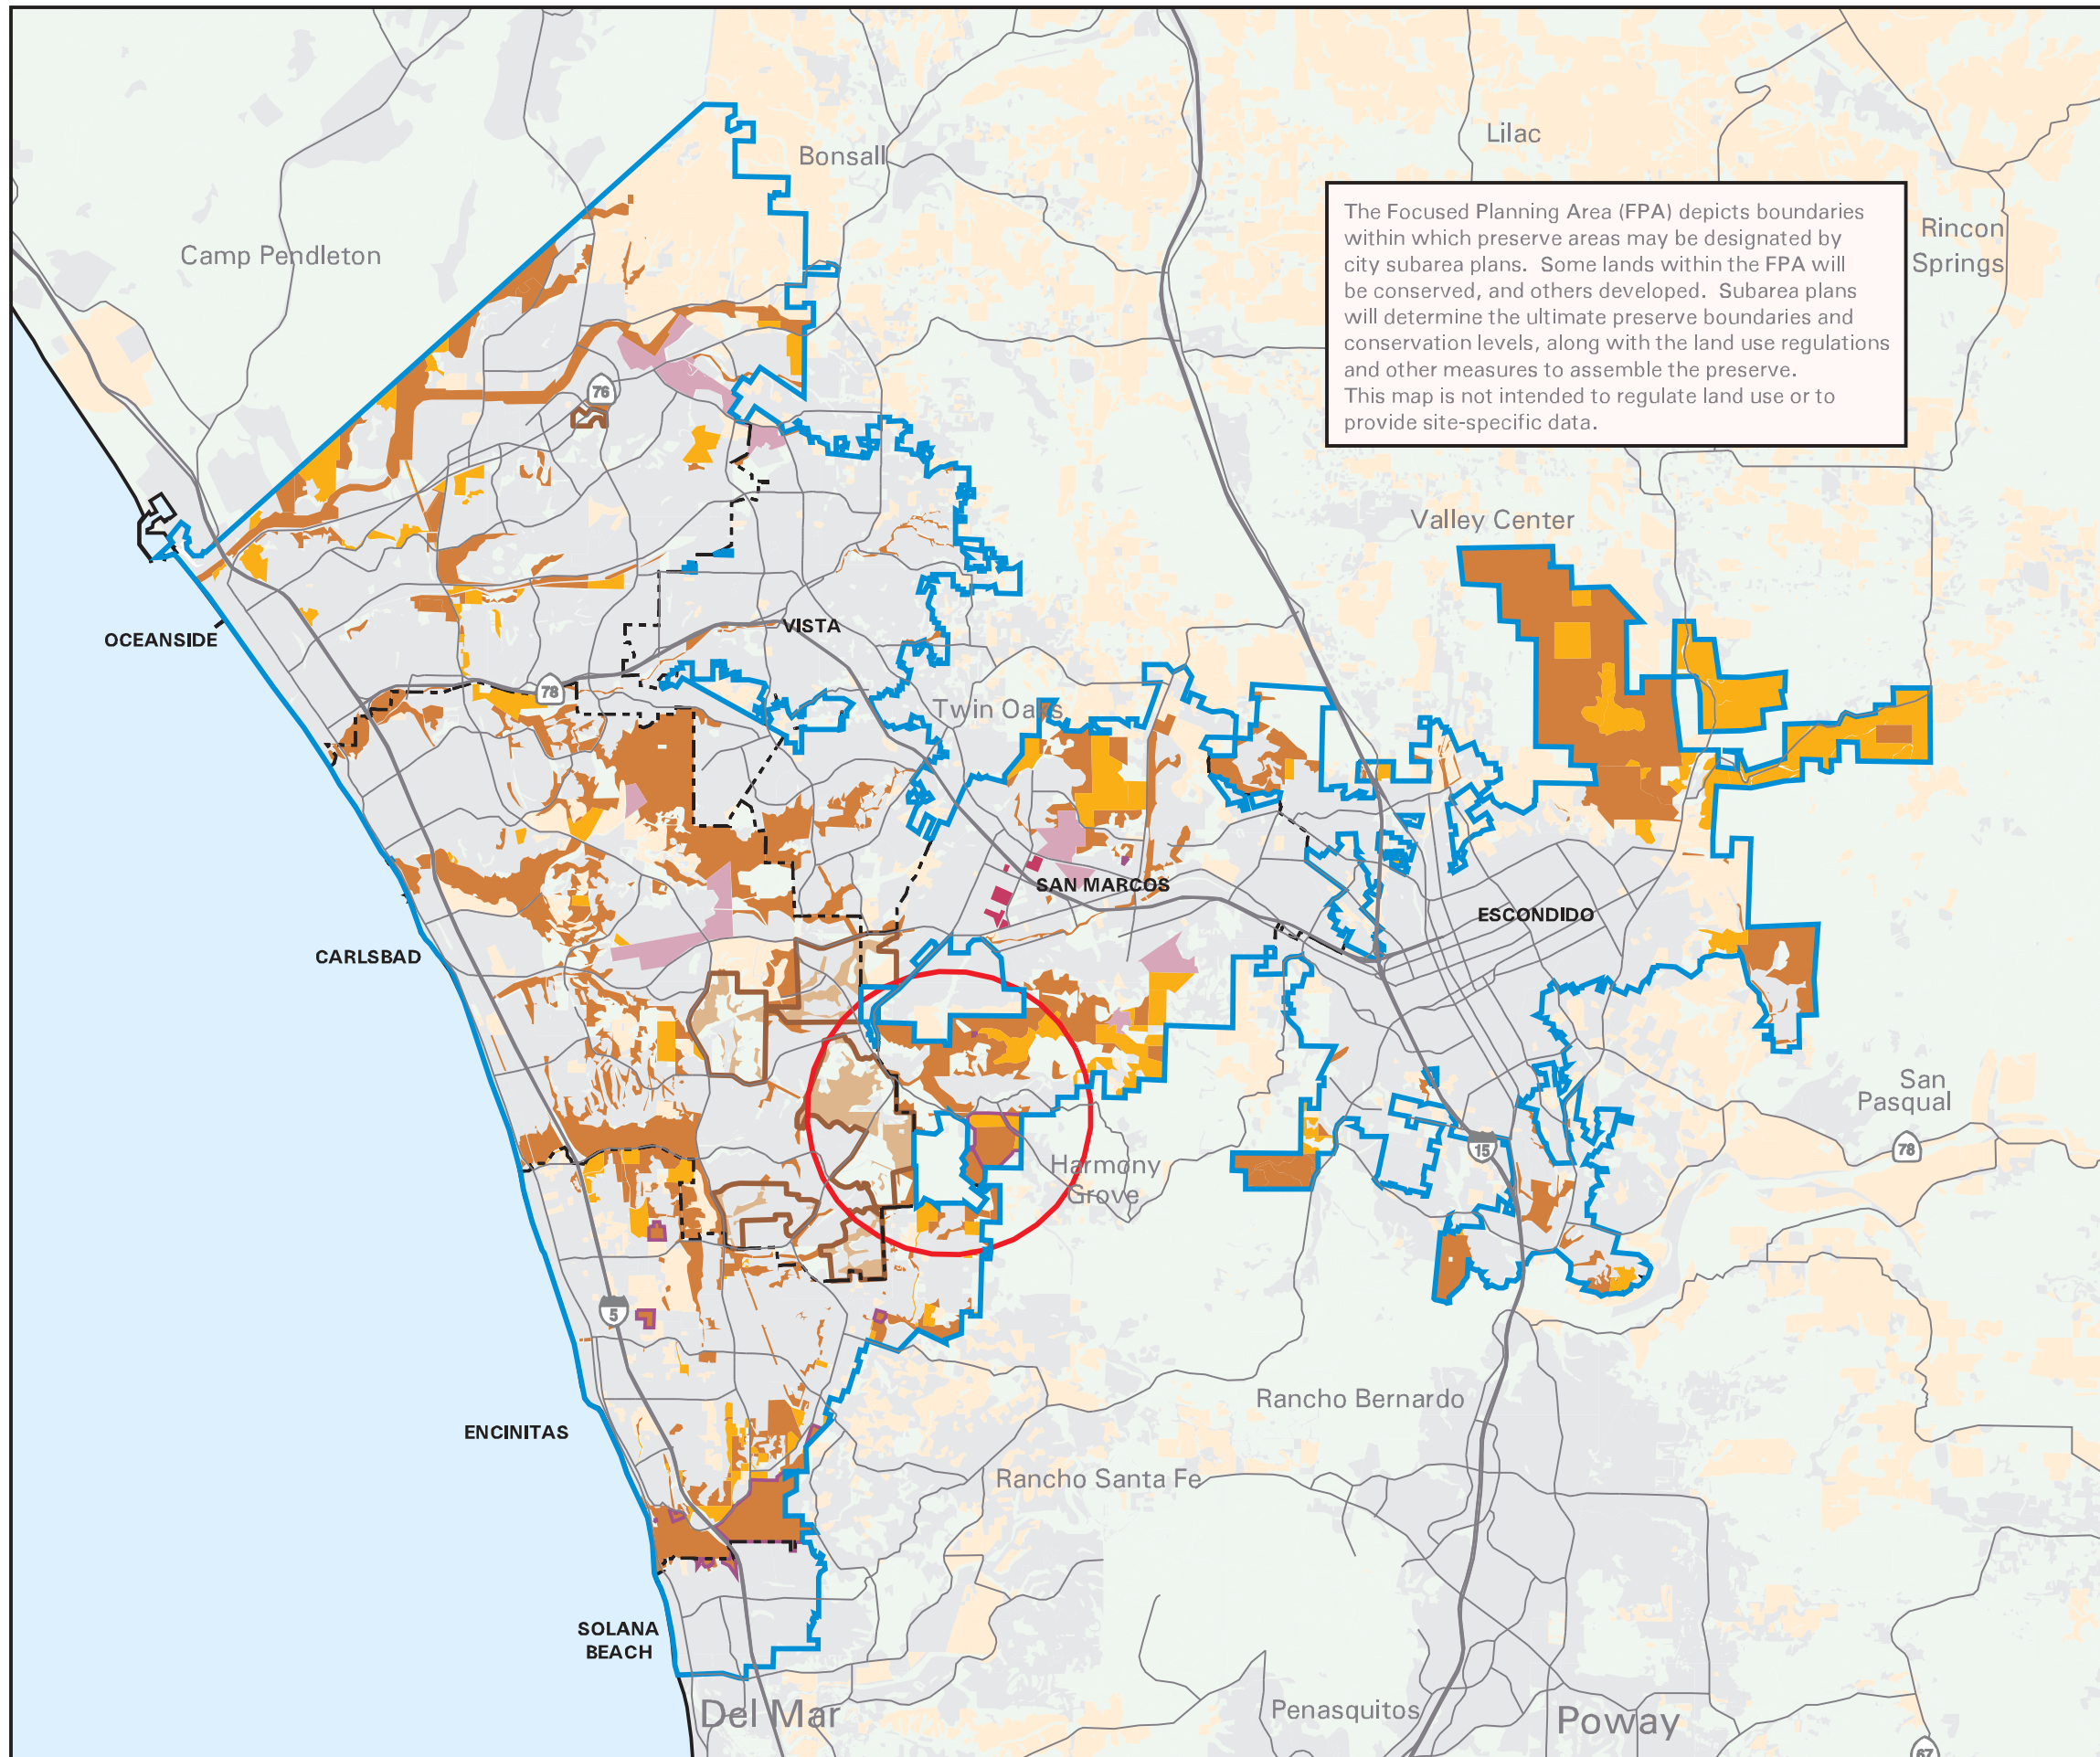 Lilac
Bonsall
The Focused Planning Area (FPA) depicts boundaries
within which preserve areas may be designated by
city subarea plans.  Some lands within the FPA will
be conserved, and others developed.  Subarea plans
will determine the ultimate preserve boundaries and
conservation levels, along with the land use regulations
and other measures to assemble the preserve.
This map is not intended to regulate land use or to
provide site-specific data.
Rincon
Springs
Camp Pendleton
76
Valley Center
OCEANSIDE
VISTA
78
Twin Oaks
SAN MARCOS
ESCONDIDO
CARLSBAD
San
Pasqual
15
78
Harmony
Grove
5
Rancho Bernardo
ENCINITAS
Rancho Santa Fe
SOLANA
BEACH
Del Mar
Penasquitos
Poway
67